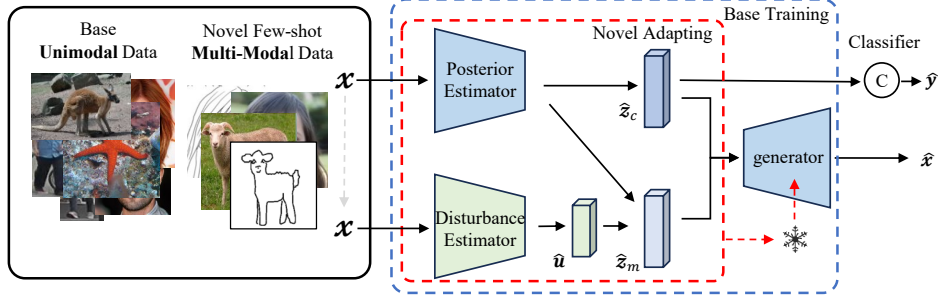 Base
Unimodal Data
Novel Few-shot
Multi-Modal Data
x
x
Posterior
Estimator
Disturbance
Estimator
û
Novel Adapting
ẑ_c
ẑ_m
Base Training
generator
Classifier
C
ŷ
x̂